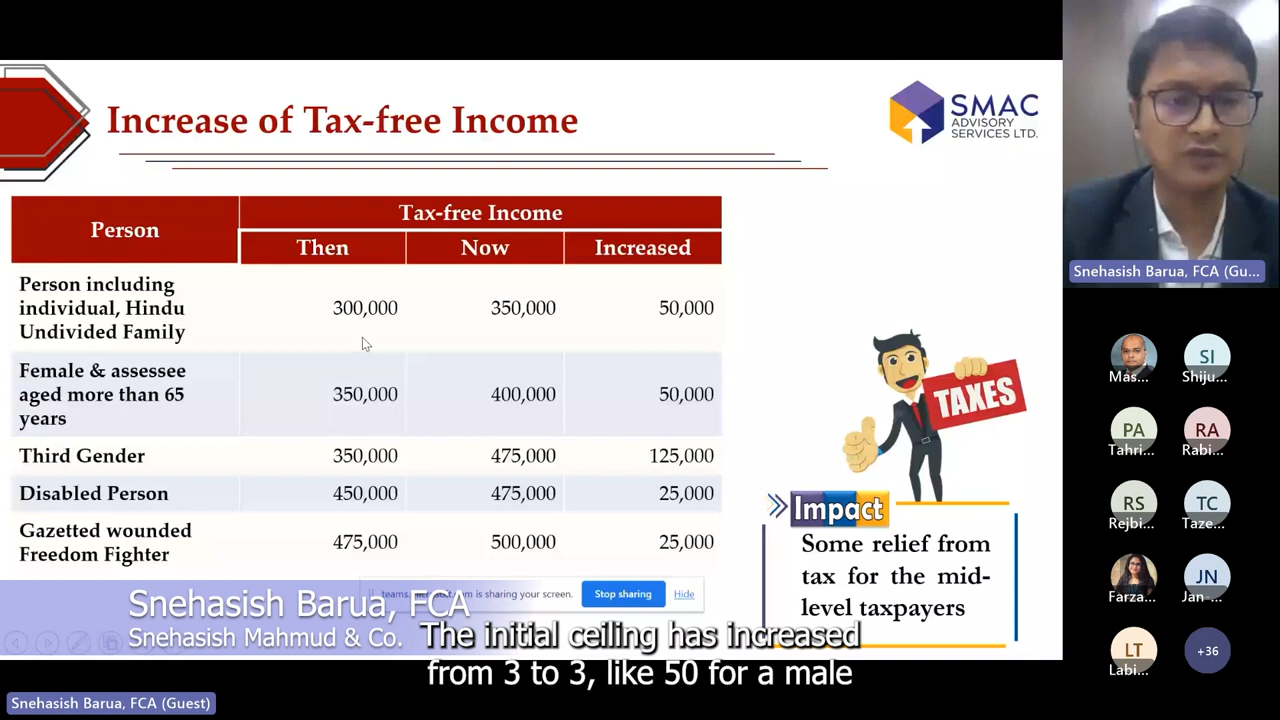 Increase of Tax-free Income
SMAC
ADVISORY
SERVICES LTD.
Person
Tax-free Income
Then
Now
Increased
Person including
individual, Hindu
Undivided Family
300,000
350,000
50,000
Female & assessee
aged more than 65
years
350,000
400,000
50,000
Third Gender
350,000
475,000
125,000
Disabled Person
450,000
475,000
25,000
Gazetted wounded
Freedom Fighter
475,000
500,000
25,000
TAXES
Impact
Some relief from
tax for the mid-
level taxpayers
is sharing your screen.
Stop sharing
Hide
Snehasish Barua, FCA
Snehasish Mahmud & Co.
The initial ceiling has increased
from 3 to 3, like 50 for a male
Snehasish Barua, FCA (Guest)
Snehasish Barua, FCA (Gu...
Mas...
SI
Shiju...
PA
Tahri...
RA
Rabi...
RS
Rejbi...
TC
Taze...
Farza...
JN
Jan-...
LT
Labi...
+36